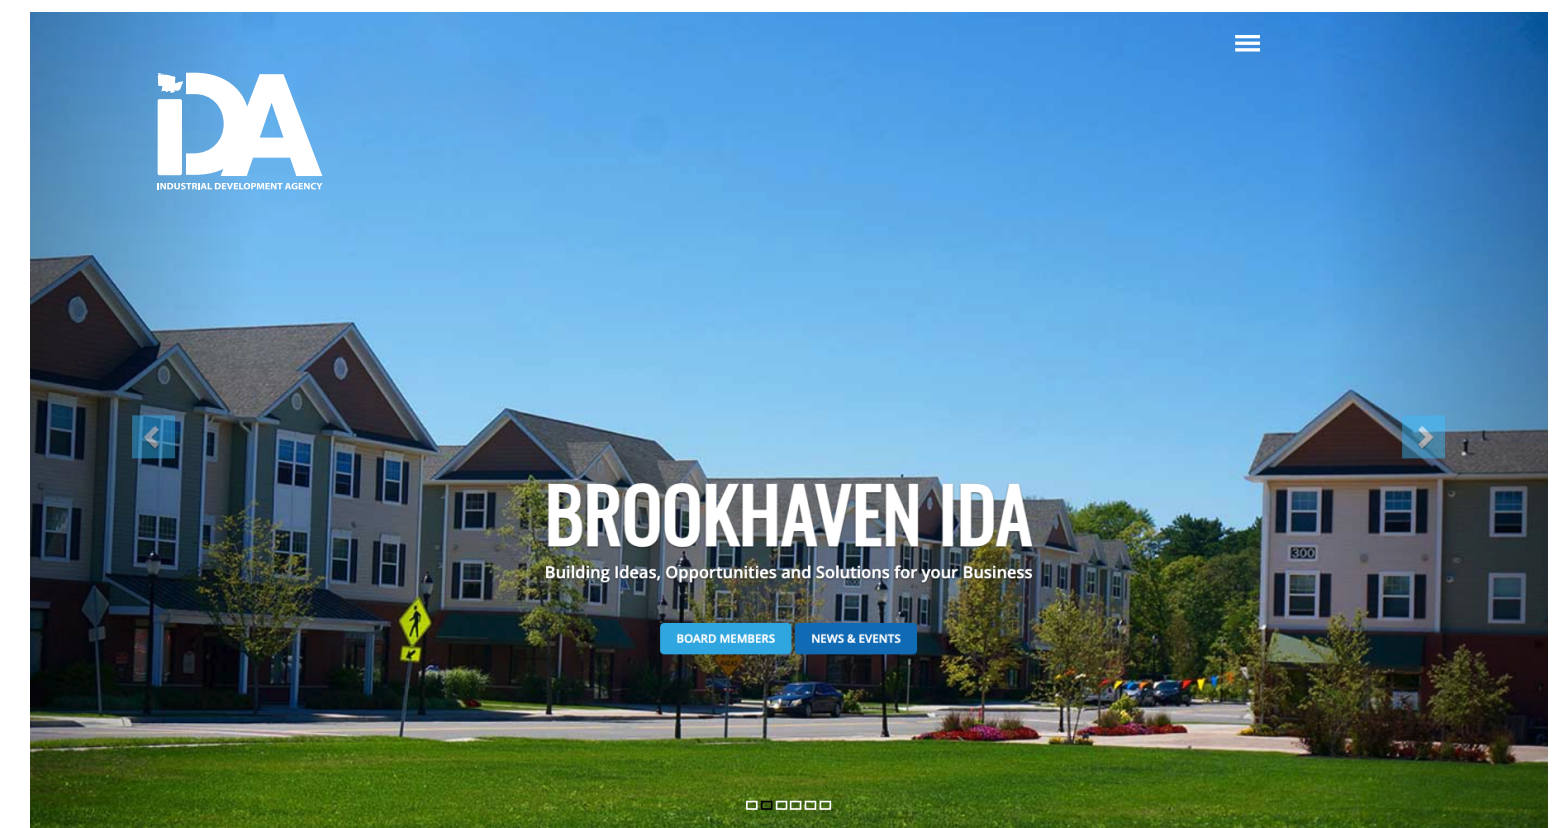 iDA
INDUSTRIAL DEVELOPMENT AGENCY
BROOKHAVEN IDA
Building Ideas, Opportunities and Solutions for your Business
300
BOARD MEMBERS
NEWS & EVENTS
AHEAD